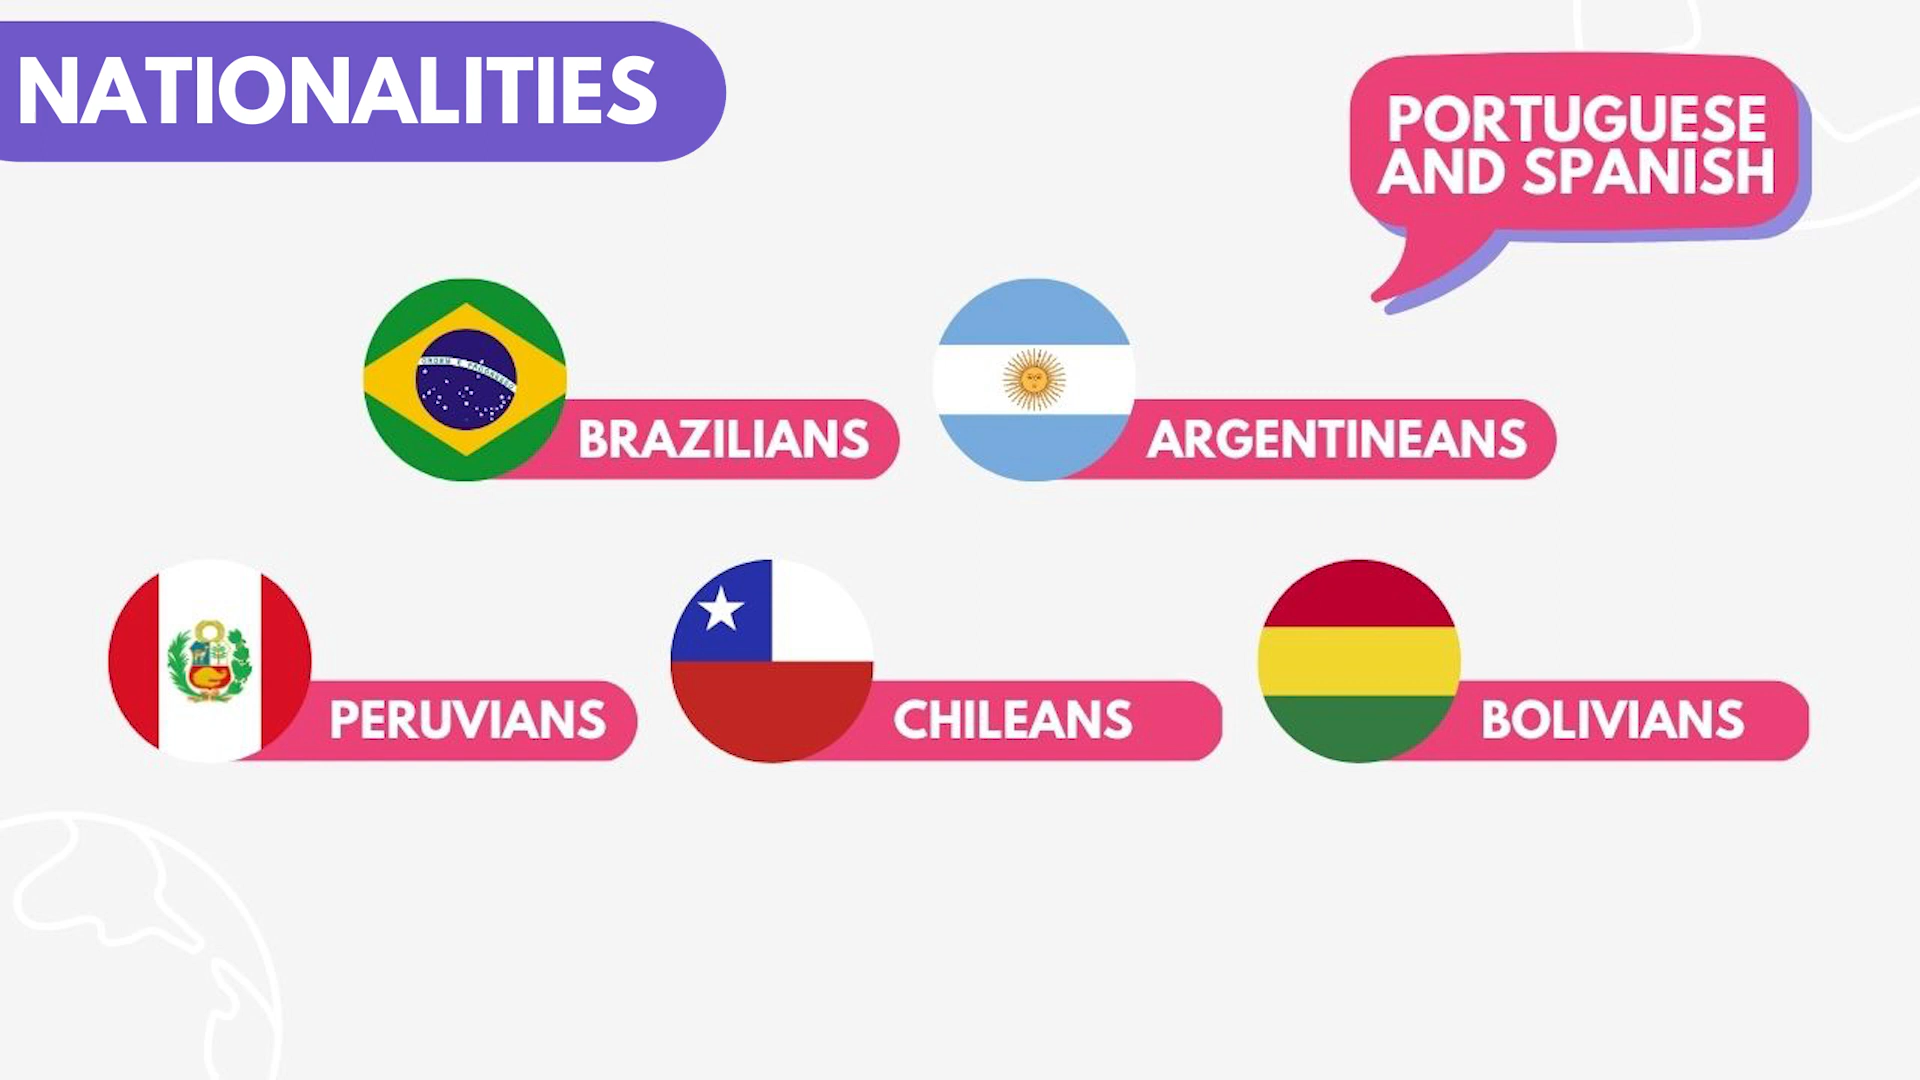 NATIONALITIES
PORTUGUESE
AND SPANISH
BRAZILIANS
ARGENTINEANS
PERUVIANS
CHILEANS
BOLIVIANS